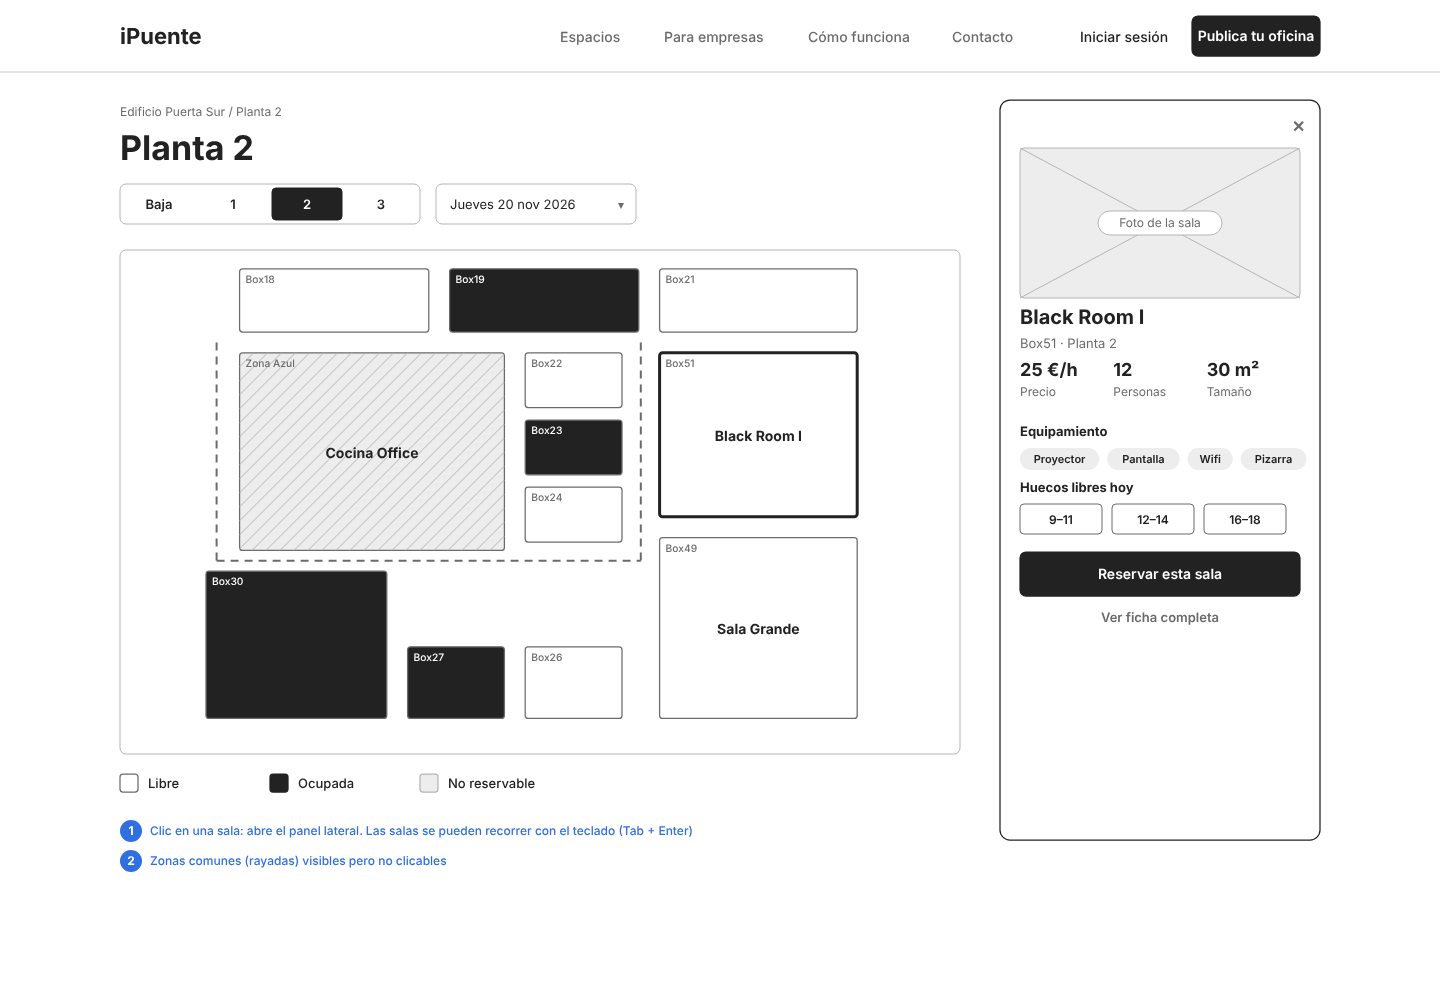 iPuente
Espacios
Para empresas
Cómo funciona
Contacto
Iniciar sesión
Publica tu oficina
Edificio Puerta Sur / Planta 2
Planta 2
Baja
1
2
3
Jueves 20 nov 2026
Box18
Box19
Box21
Zona Azul
Cocina Office
Box22
Box23
Box24
Box51
Black Room I
Box49
Sala Grande
Box30
Box27
Box26
Libre
Ocupada
No reservable
1 Clic en una sala: abre el panel lateral. Las salas se pueden recorrer con el teclado (Tab + Enter)
2 Zonas comunes (rayadas) visibles pero no clicables
×
Foto de la sala
Black Room I
Box51 · Planta 2
25 €/h
12
30 m²
Precio
Personas
Tamaño
Equipamiento
Proyector
Pantalla
Wifi
Pizarra
Huecos libres hoy
9–11
12–14
16–18
Reservar esta sala
Ver ficha completa